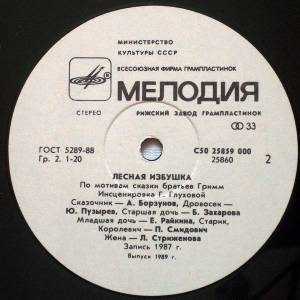 МИНИСТЕРСТВО
КУЛЬТУРЫ СССР
ВСЕСОЮЗНАЯ ФИРМА ГРАМПЛАСТИНОК
МЕЛОДИЯ
СТЕРЕО
РИЖСКИЙ ЗАВОД ГРАМПЛАСТИНОК
33
ГОСТ 5289-88
Гр. 2. 1-20
С50 25859 000
25860
2
ЛЕСНАЯ ИЗБУШКА
По мотивам сказки братьев Гримм
Инсценировка Г. Глуховой
Сказочник — А. Борзунов, Дровосек —
Ю. Пузырев, Старшая дочь — Б. Захарова
Младшая дочь — Е. Райкина, Старик,
Королевич — П. Смидович
Жена — Л. Стриженова
Запись 1987 г.
Выпуск 1989 г.